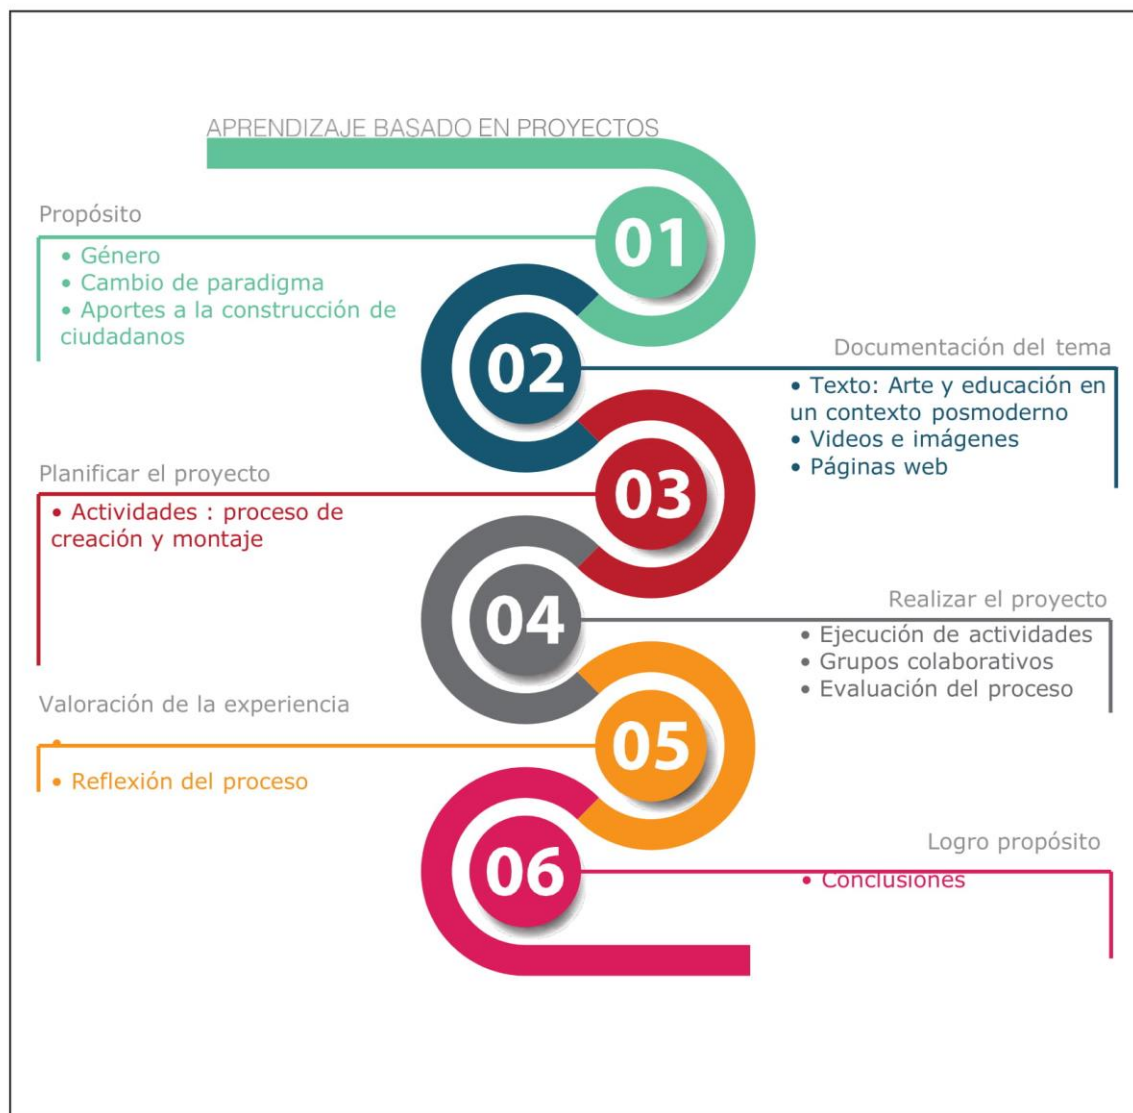 APRENDIZAJE BASADO EN PROYECTOS
Propósito
01
• Género
• Cambio de paradigma
• Aportes a la construcción de
ciudadanos
02
Documentación del tema
• Texto: Arte y educación en
un contexto posmoderno
• Videos e imágenes
• Páginas web
Planificar el proyecto
03
• Actividades : proceso de
creación y montaje
04
Realizar el proyecto
• Ejecución de actividades
• Grupos colaborativos
• Evaluación del proceso
Valoración de la experiencia
05
•
• Reflexión del proceso
06
Logro propósito
• Conclusiones